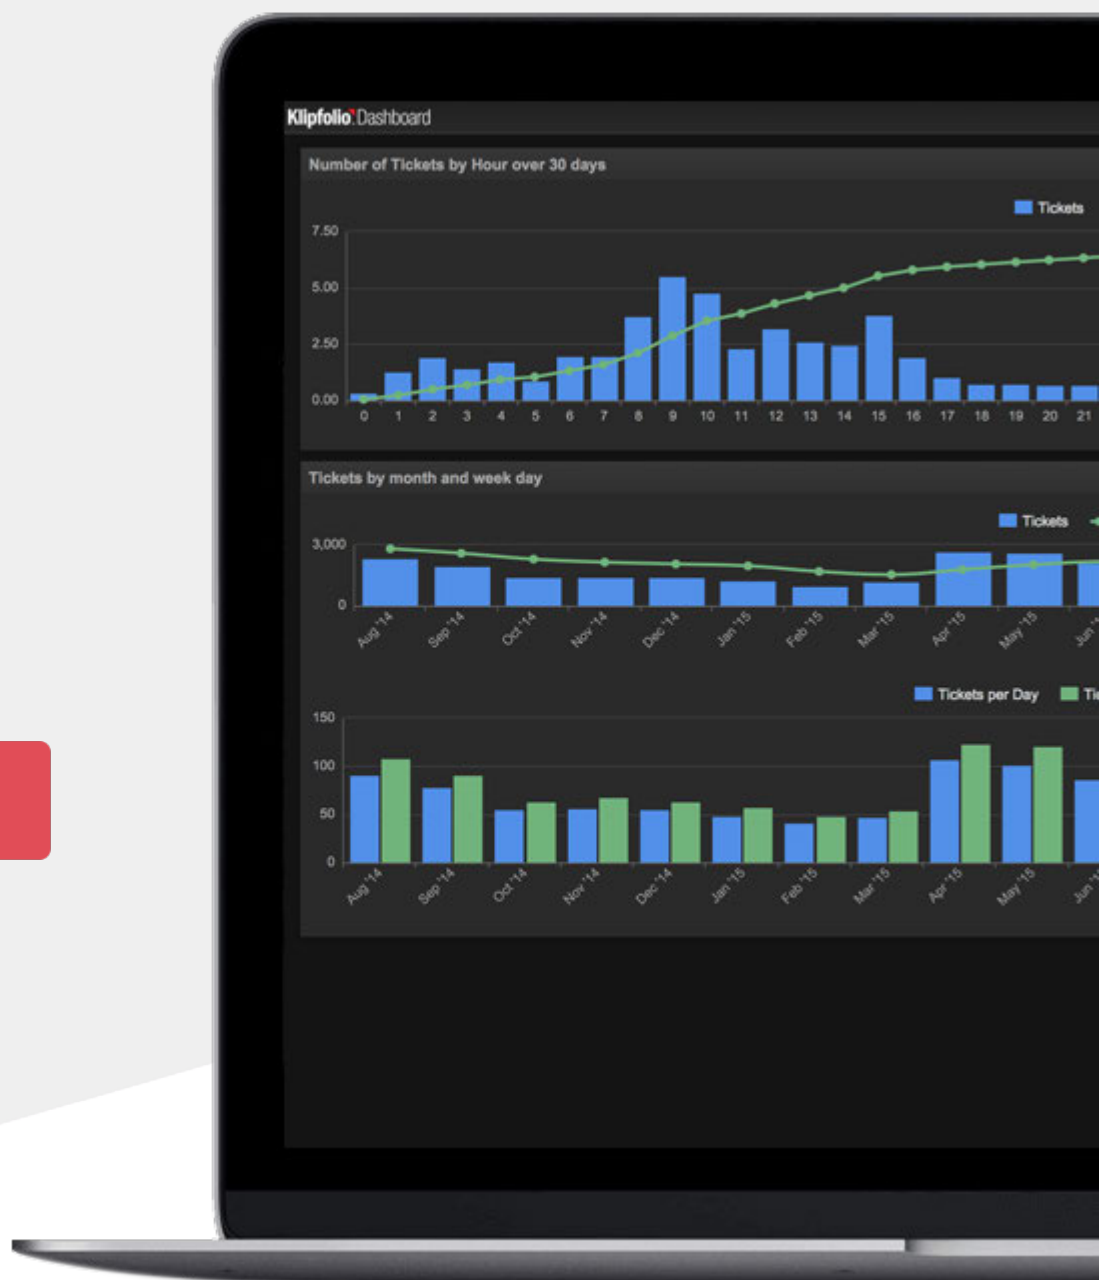 Klipfolio Dashboard
Number of Tickets by Hour over 30 days
Tickets
7.50
5.00
2.50
0.00
0 1 2 3 4 5 6 7 8 9 10 11 12 13 14 15 16 17 18 19 20 21
Tickets by month and week day
Tickets
3,000
0
Aug '14 Sep '14 Oct '14 Nov '14 Dec '14 Jan '15 Feb '15 Mar '15 Apr '15 May '15 Jun '1
Tickets per Day Tic
150
100
50
0
Aug '14 Sep '14 Oct '14 Nov '14 Dec '14 Jan '15 Feb '15 Mar '15 Apr '15 May '15 Jun '1